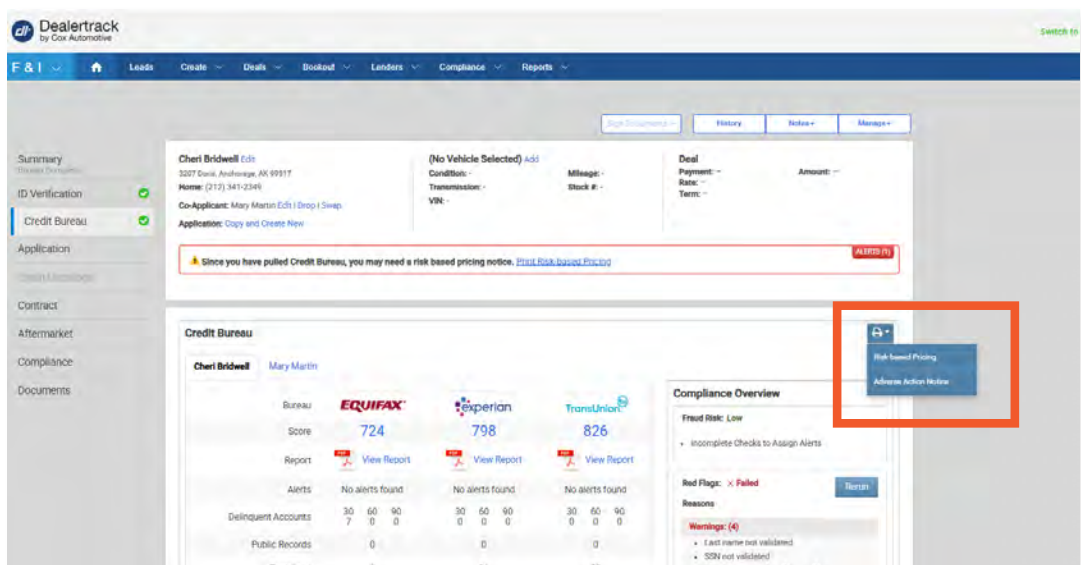 Dealertrack
by Cox Automotive
Switch to
F & I
Leads Create Deals Bookout Lenders Compliance Reports
History Notes Manage
Summary
ID Verification
Credit Bureau
Application
Contract
Aftermarket
Compliance
Documents
Cheri Bridwell Edit
Anchorage, AK 99517
Home: (212) 341-2349
Co-Applicant: Mary Martin Edit | Drop | Swap
Application: Copy and Create New
(No Vehicle Selected) Add
Condition: - Mileage: -
Transmission: - Stock #: -
VIN: -
Deal
Payment: -- Amount: --
Rate: --
Term: --
ALERTS (1)
Since you have pulled Credit Bureau, you may need a risk based pricing notice. Print Risk-based Pricing
Credit Bureau
Risk-based Pricing
Adverse Action Notice
Cheri Bridwell Mary Martin
Bureau EQUIFAX experian TransUnion
Score 724 798 826
Report PDF View Report PDF View Report PDF View Report
Alerts No alerts found No alerts found No alerts found
Delinquent Accounts 30 60 90 30 60 90 30 60 90
7 0 0 0 0 0 0 0 0
Public Records 0 0 0
Compliance Overview
Fraud Risk: Low
Incomplete Checks to Assign Alerts
Red Flags: × Failed
Rerun
Reasons
Warnings: (4)
Last name not validated
SSN not validated